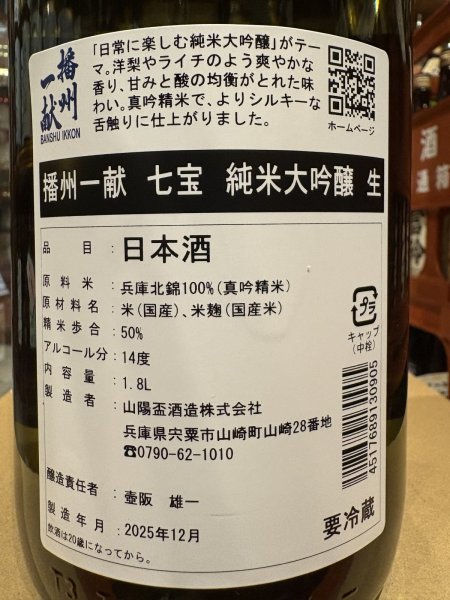 播州一献
BANSHU IKKON
「日常に楽しむ純米大吟醸」がテー
マ。洋梨やライチのよう爽やかな
香り、甘みと酸の均衡がとれた味
わい。真吟精米で、よりシルキーな
舌触りに仕上がりました。
ホームページ
播州一献 七宝 純米大吟醸 生
品目:日本酒
原料米:兵庫北錦100%(真吟精米)
原材料名:米(国産)、米麹(国産米)
精米歩合:50%
アルコール分:14度
内容量:1.8L
製造者:山陽盃酒造株式会社
兵庫県宍粟市山崎町山崎28番地
☎0790-62-1010
醸造責任者:壺阪 雄一
製造年月:2025年12月
飲酒は20歳になってから。
プラ
キャップ
(中栓)
4517689130905
要冷蔵
酒